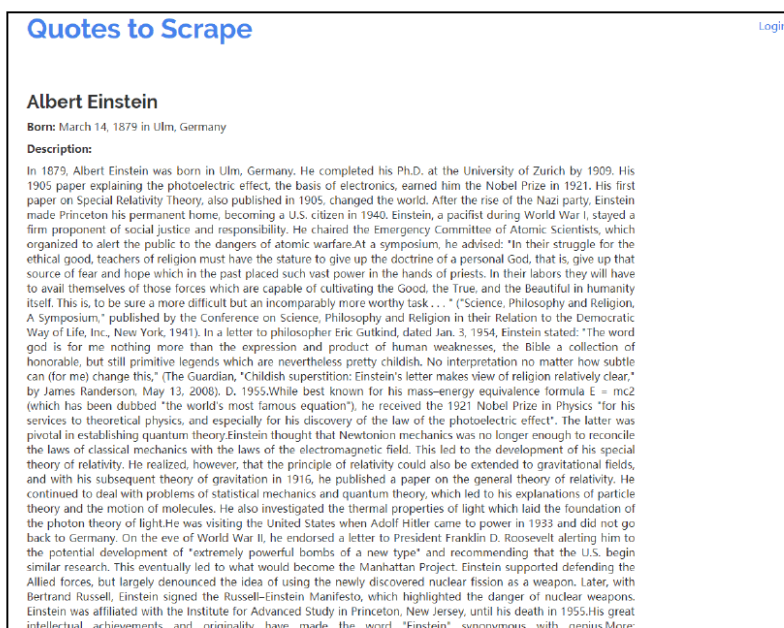 Quotes to Scrape
Login
Albert Einstein
Born: March 14, 1879 in Ulm, Germany
Description:
In 1879, Albert Einstein was born in Ulm, Germany. He completed his Ph.D. at the University of Zurich by 1909. His
1905 paper explaining the photoelectric effect, the basis of electronics, earned him the Nobel Prize in 1921. His first
paper on Special Relativity Theory, also published in 1905, changed the world. After the rise of the Nazi party, Einstein
made Princeton his permanent home, becoming a U.S. citizen in 1940. Einstein, a pacifist during World War I, stayed a
firm proponent of social justice and responsibility. He chaired the Emergency Committee of Atomic Scientists, which
organized to alert the public to the dangers of atomic warfare.At a symposium, he advised: "In their struggle for the
ethical good, teachers of religion must have the stature to give up the doctrine of a personal God, that is, give up that
source of fear and hope which in the past placed such vast power in the hands of priests. In their labors they will have
to avail themselves of those forces which are capable of cultivating the Good, the True, and the Beautiful in humanity
itself. This is, to be sure a more difficult but an incomparably more worthy task . . . " ("Science, Philosophy and Religion,
A Symposium," published by the Conference on Science, Philosophy and Religion in their Relation to the Democratic
Way of Life, Inc., New York, 1941). In a letter to philosopher Eric Gutkind, dated Jan. 3, 1954, Einstein stated: "The word
god is for me nothing more than the expression and product of human weaknesses, the Bible a collection of
honorable, but still primitive legends which are nevertheless pretty childish. No interpretation no matter how subtle
can (for me) change this," (The Guardian, "Childish superstition: Einstein's letter makes view of religion relatively clear,"
by James Randerson, May 13, 2008). D. 1955.While best known for his mass–energy equivalence formula E = mc2
(which has been dubbed "the world's most famous equation"), he received the 1921 Nobel Prize in Physics "for his
services to theoretical physics, and especially for his discovery of the law of the photoelectric effect". The latter was
pivotal in establishing quantum theory.Einstein thought that Newtonion mechanics was no longer enough to reconcile
the laws of classical mechanics with the laws of the electromagnetic field. This led to the development of his special
theory of relativity. He realized, however, that the principle of relativity could also be extended to gravitational fields,
and with his subsequent theory of gravitation in 1916, he published a paper on the general theory of relativity. He
continued to deal with problems of statistical mechanics and quantum theory, which led to his explanations of particle
theory and the motion of molecules. He also investigated the thermal properties of light which laid the foundation of
the photon theory of light.He was visiting the United States when Adolf Hitler came to power in 1933 and did not go
back to Germany. On the eve of World War II, he endorsed a letter to President Franklin D. Roosevelt alerting him to
the potential development of "extremely powerful bombs of a new type" and recommending that the U.S. begin
similar research. This eventually led to what would become the Manhattan Project. Einstein supported defending the
Allied forces, but largely denounced the idea of using the newly discovered nuclear fission as a weapon. Later, with
Bertrand Russell, Einstein signed the Russell–Einstein Manifesto, which highlighted the danger of nuclear weapons.
Einstein was affiliated with the Institute for Advanced Study in Princeton, New Jersey, until his death in 1955.His great
intellectual achievements and originality have made the word "Einstein" synonymous with genius.More: